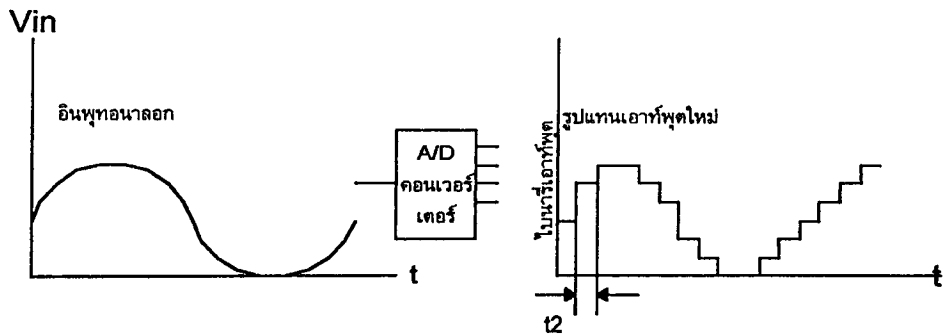 Vin
อินพุทอนาลอก
t
A/D
คอนเวอร์
เตอร์
ไบนารี่เอาท์พุต
รูปแทนเอาท์พุตใหม่
t
t2